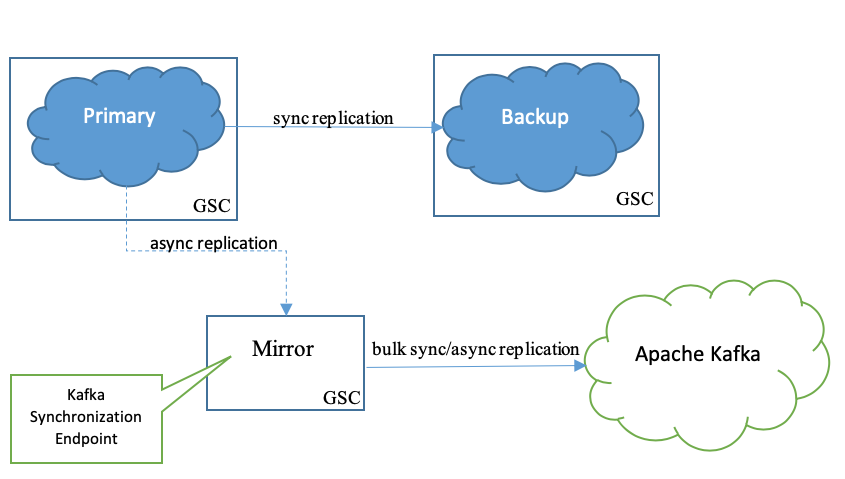 Primary
GSC
sync replication
Backup
GSC
async replication
Mirror
GSC
bulk sync/async replication
Apache Kafka
Kafka
Synchronization
Endpoint